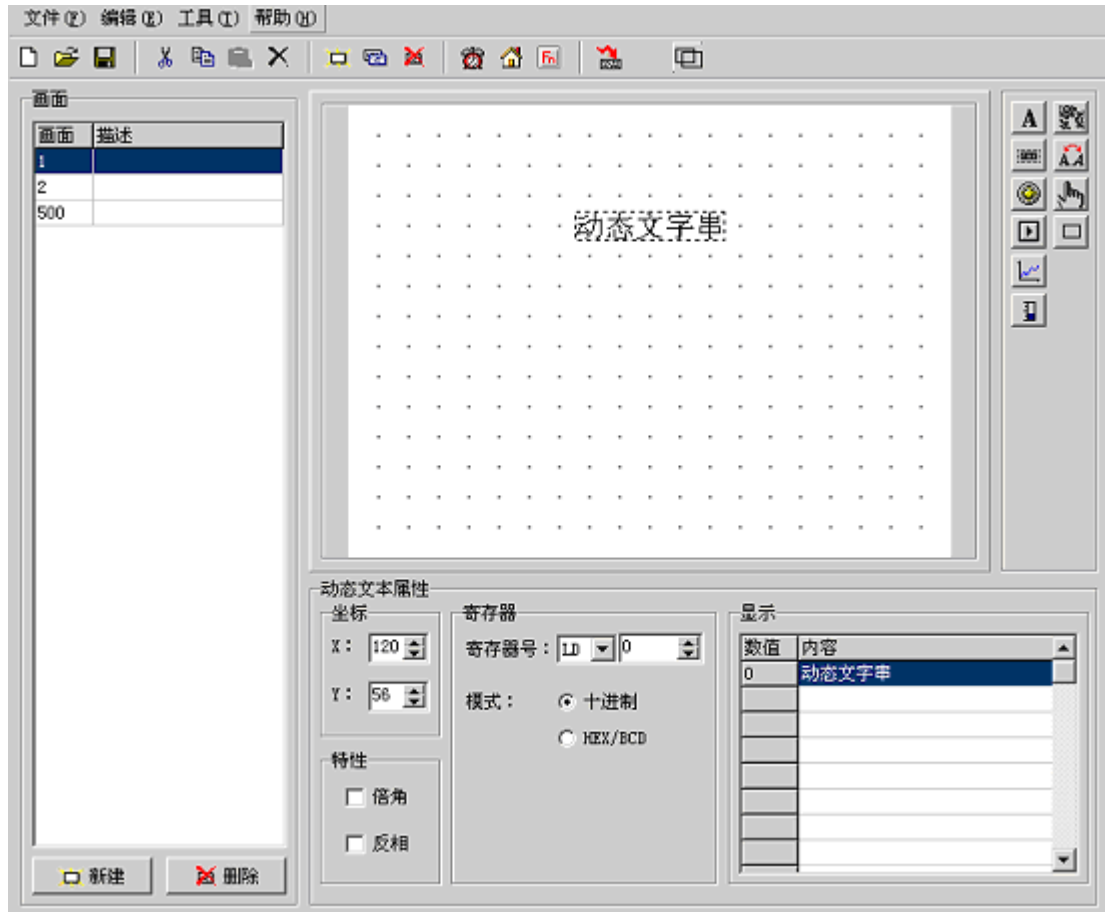 文件(F) 编辑(E) 工具(T) 帮助(H)
Fn
画面
画面 描述
1
2
500
动态文字串
A
A A
动态文本属性
坐标
X: 120
Y: 56
特性
倍角
反相
寄存器
寄存器号: LD 0
模式: 十进制
HEX/BCD
显示
数值 内容
0 动态文字串
新建 删除